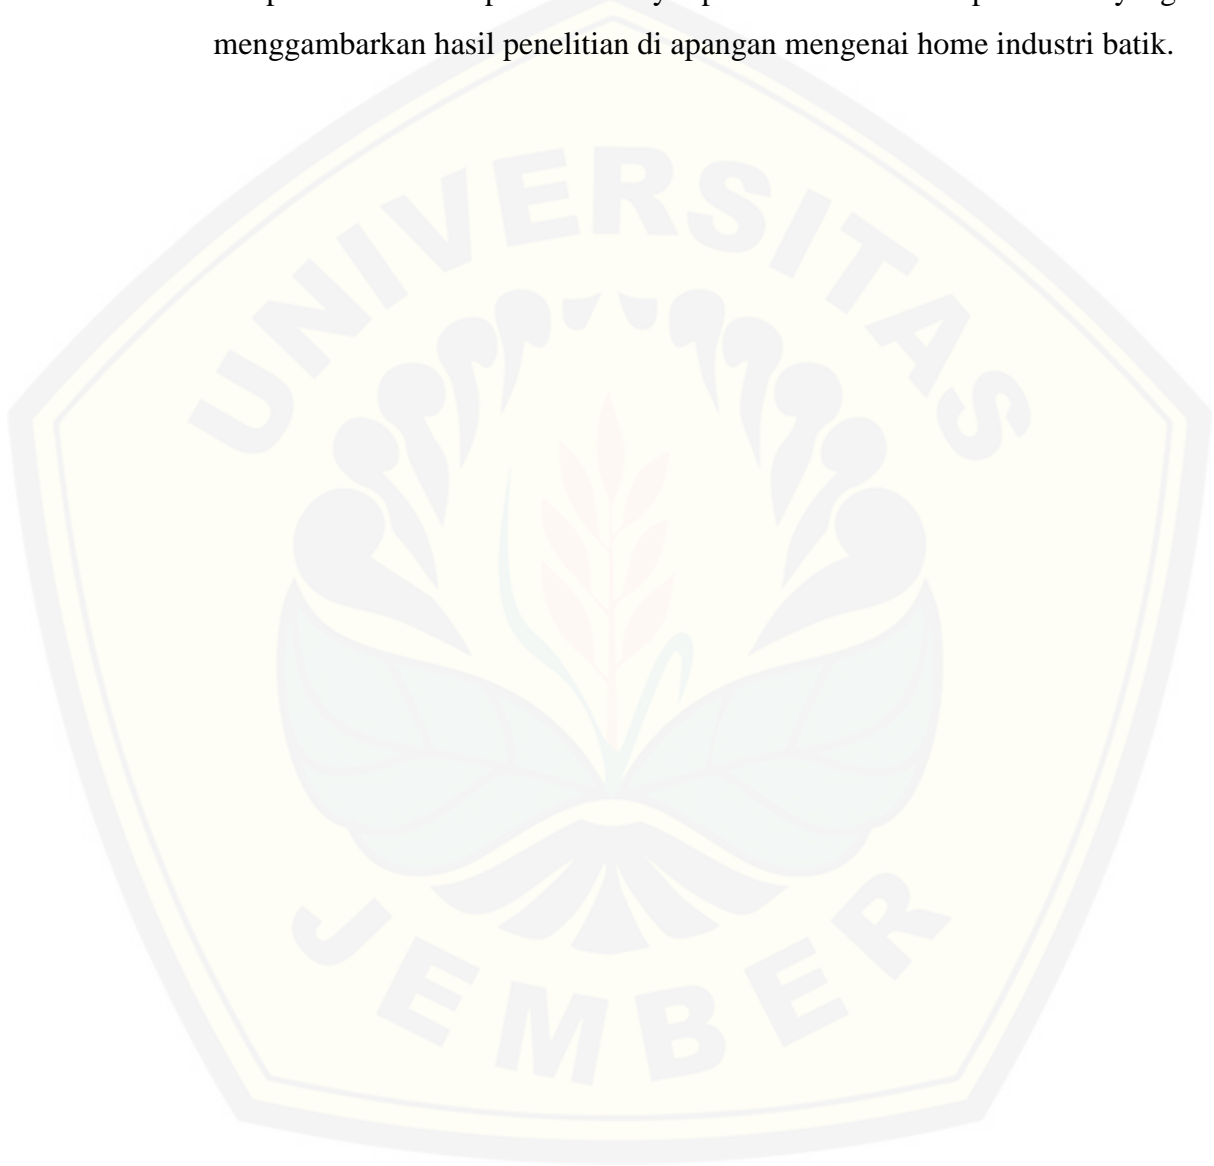 menggambarkan hasil penelitian di apangan mengenai home industri batik.
UNIVERSITAS
JEMBER